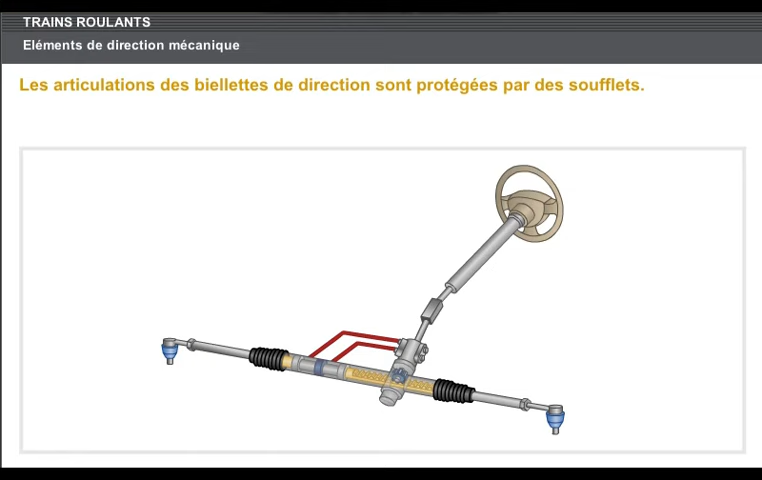 TRAINS ROULANTS
Eléments de direction mécanique
Les articulations des biellettes de direction sont protégées par des soufflets.